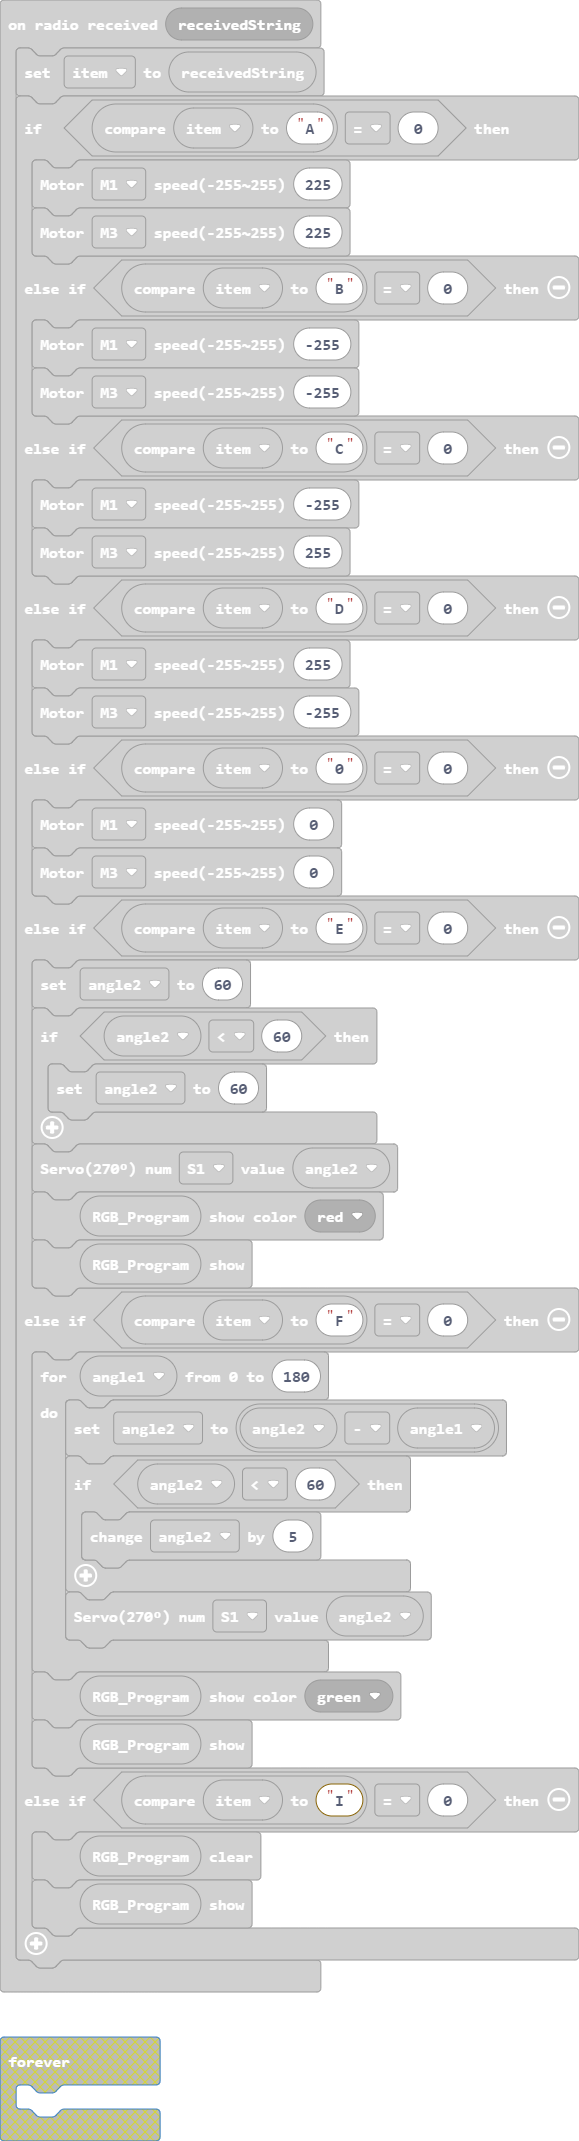 on radio received receivedString
set item to receivedString
if compare item to "A" = 0 then
Motor M1 speed(-255~255) 225
Motor M3 speed(-255~255) 225
else if compare item to "B" = 0 then
Motor M1 speed(-255~255) -255
Motor M3 speed(-255~255) -255
else if compare item to "C" = 0 then
Motor M1 speed(-255~255) -255
Motor M3 speed(-255~255) 255
else if compare item to "D" = 0 then
Motor M1 speed(-255~255) 255
Motor M3 speed(-255~255) -255
else if compare item to "0" = 0 then
Motor M1 speed(-255~255) 0
Motor M3 speed(-255~255) 0
else if compare item to "E" = 0 then
set angle2 to 60
if angle2 < 60 then
set angle2 to 60
Servo(270º) num S1 value angle2
RGB_Program show color red
RGB_Program show
else if compare item to "F" = 0 then
for angle1 from 0 to 180
do
set angle2 to angle2 - angle1
if angle2 < 60 then
change angle2 by 5
Servo(270º) num S1 value angle2
RGB_Program show color green
RGB_Program show
else if compare item to "I" = 0 then
RGB_Program clear
RGB_Program show
forever